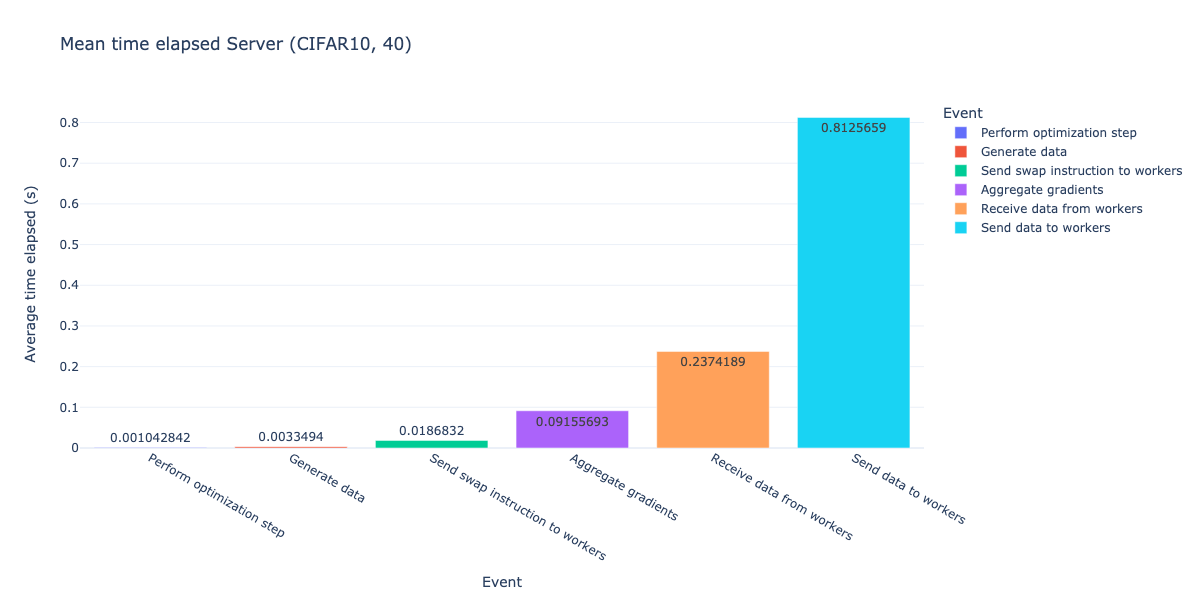 Mean time elapsed Server (CIFAR10, 40)
Average time elapsed (s)
0.8
0.7
0.6
0.5
0.4
0.3
0.2
0.1
0
0.001042842
0.0033494
0.0186832
0.09155693
0.2374189
0.8125659
Perform optimization step
Generate data
Send swap instruction to workers
Aggregate gradients
Receive data from workers
Send data to workers
Event
Event
Perform optimization step
Generate data
Send swap instruction to workers
Aggregate gradients
Receive data from workers
Send data to workers